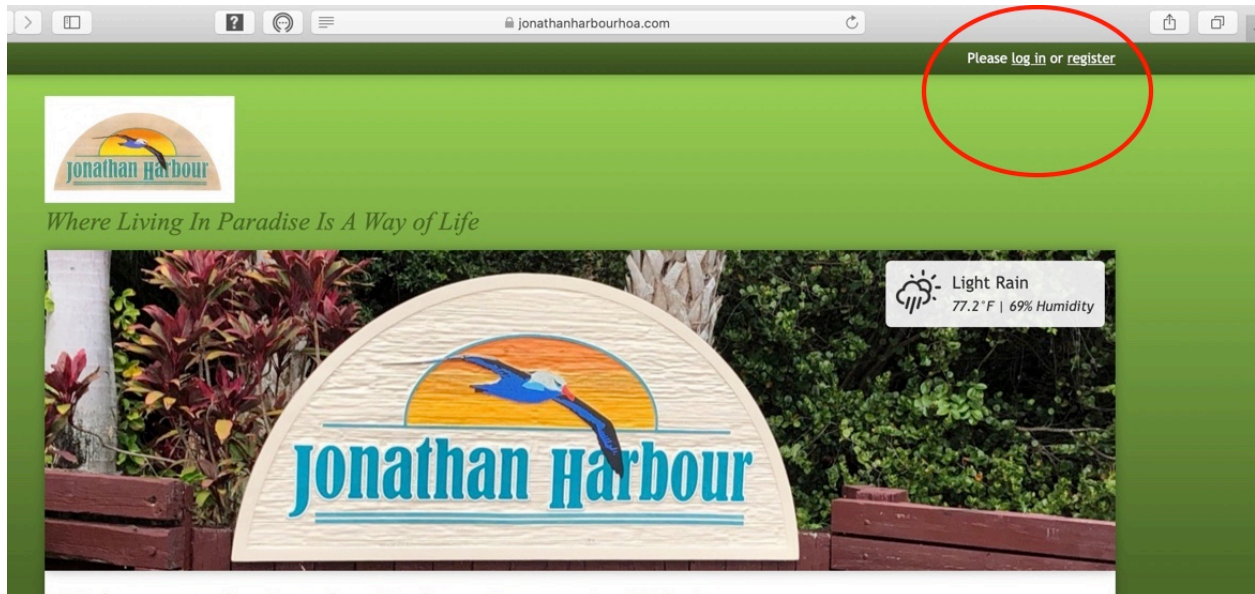 jonathanharbourhoa.com
Please log in or register
Jonathan Harbour
Where Living In Paradise Is A Way of Life
Light Rain
77.2°F | 69% Humidity
Jonathan Harbour